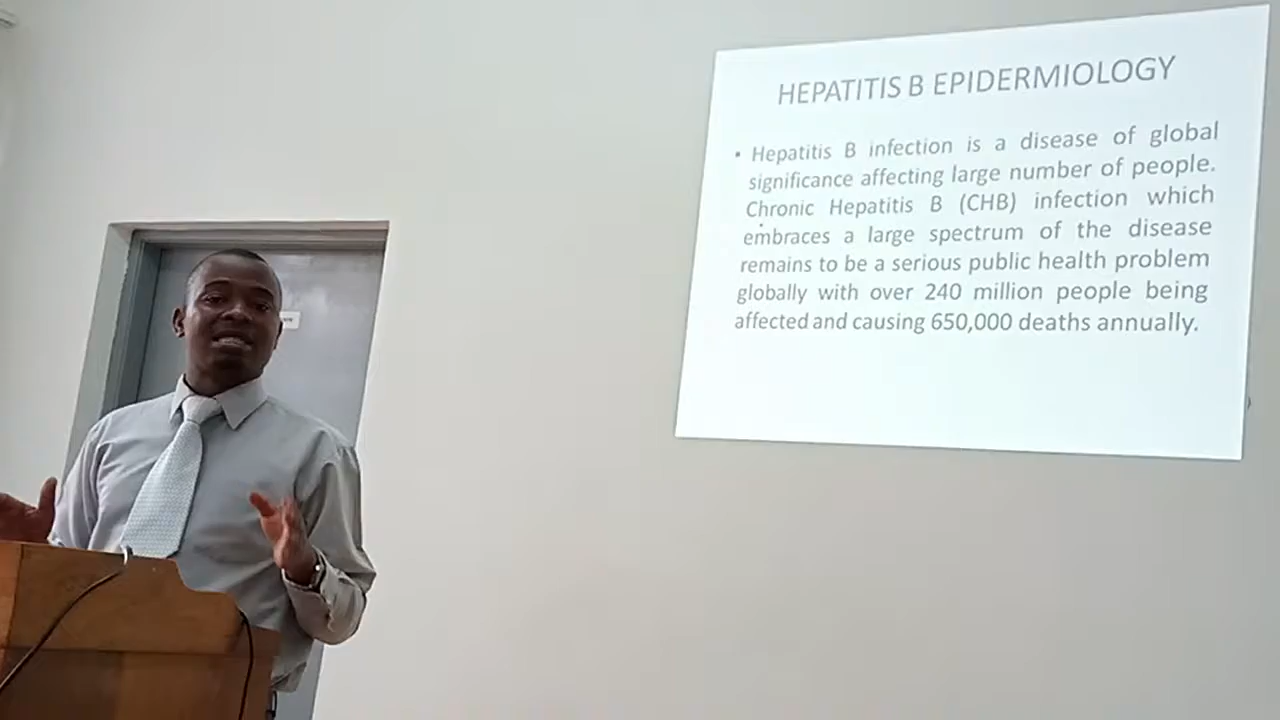 HEPATITIS B EPIDERMIOLOGY
• Hepatitis B infection is a disease of global
significance affecting large number of people.
Chronic Hepatitis B (CHB) infection which
embraces a large spectrum of the disease
remains to be a serious public health problem
globally with over 240 million people being
affected and causing 650,000 deaths annually.